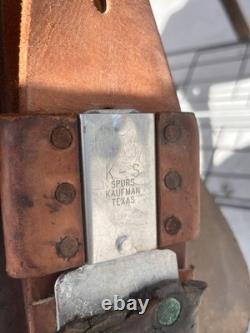 K - S
SPURS
KAUFMAN,
TEXAS